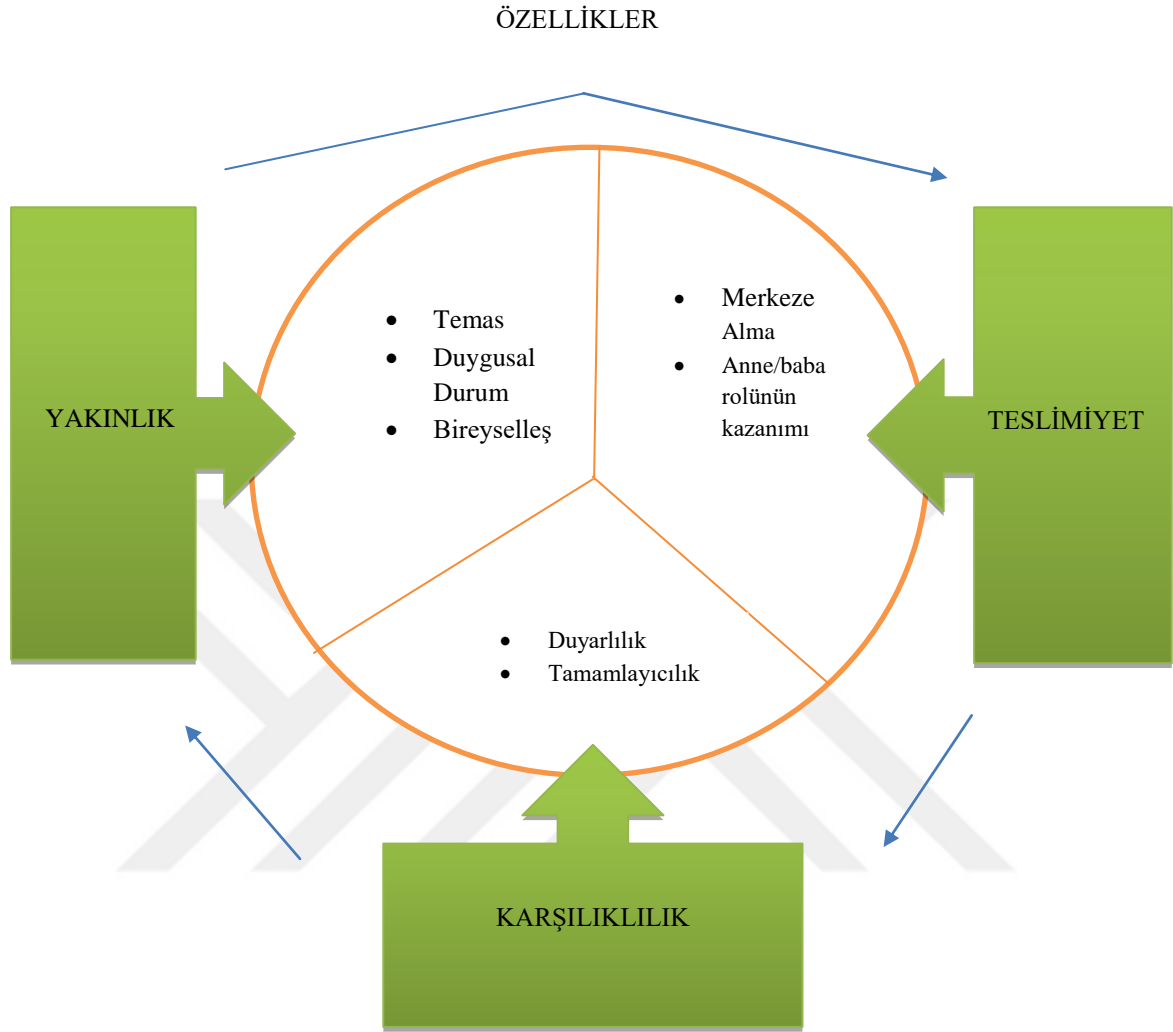 ÖZELLİKLER
YAKINLIK
• Temas
• Duygusal
Durum
• Bireyselleş
• Merkeze
Alma
• Anne/baba
rolünün
kazanımı
TESLİMİYET
• Duyarlılık
• Tamamlayıcılık
KARŞILIKLILIK